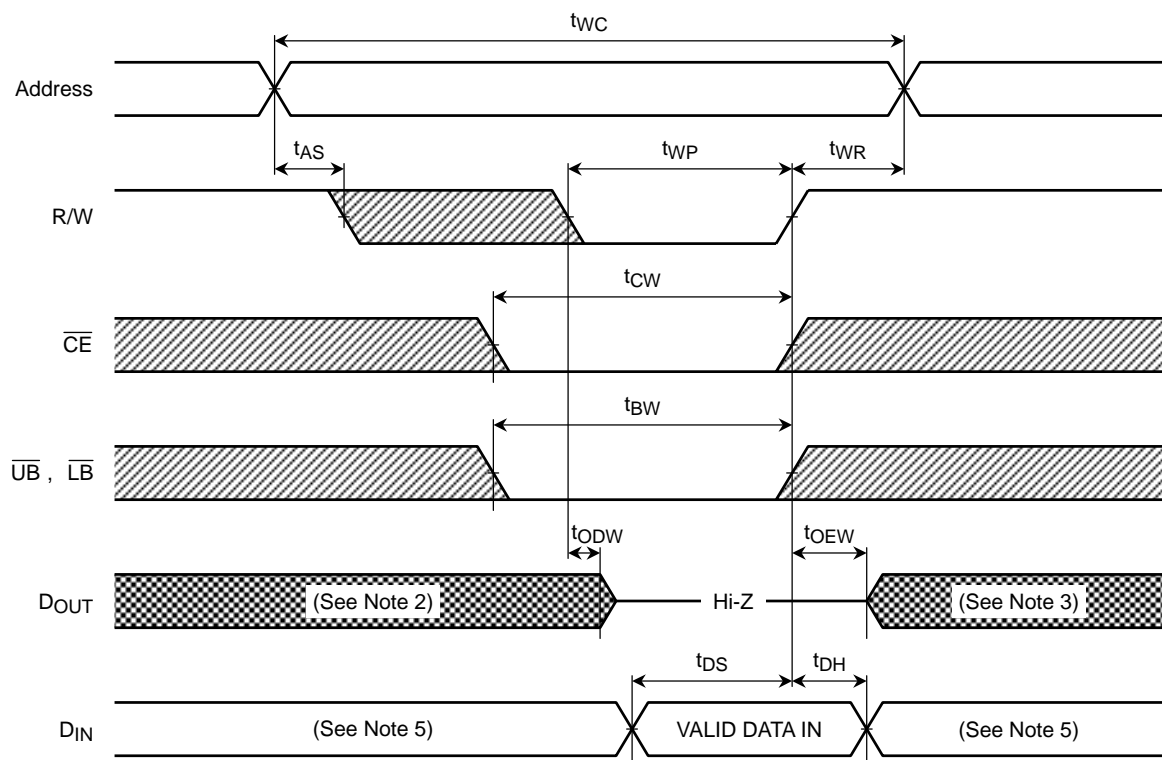 tWC
Address
tAS
tWP
tWR
R/W
tCW
CE
tBW
UB , LB
tODW
tOEW
DOUT
(See Note 2)
Hi-Z
(See Note 3)
tDS
tDH
DIN
(See Note 5)
VALID DATA IN
(See Note 5)